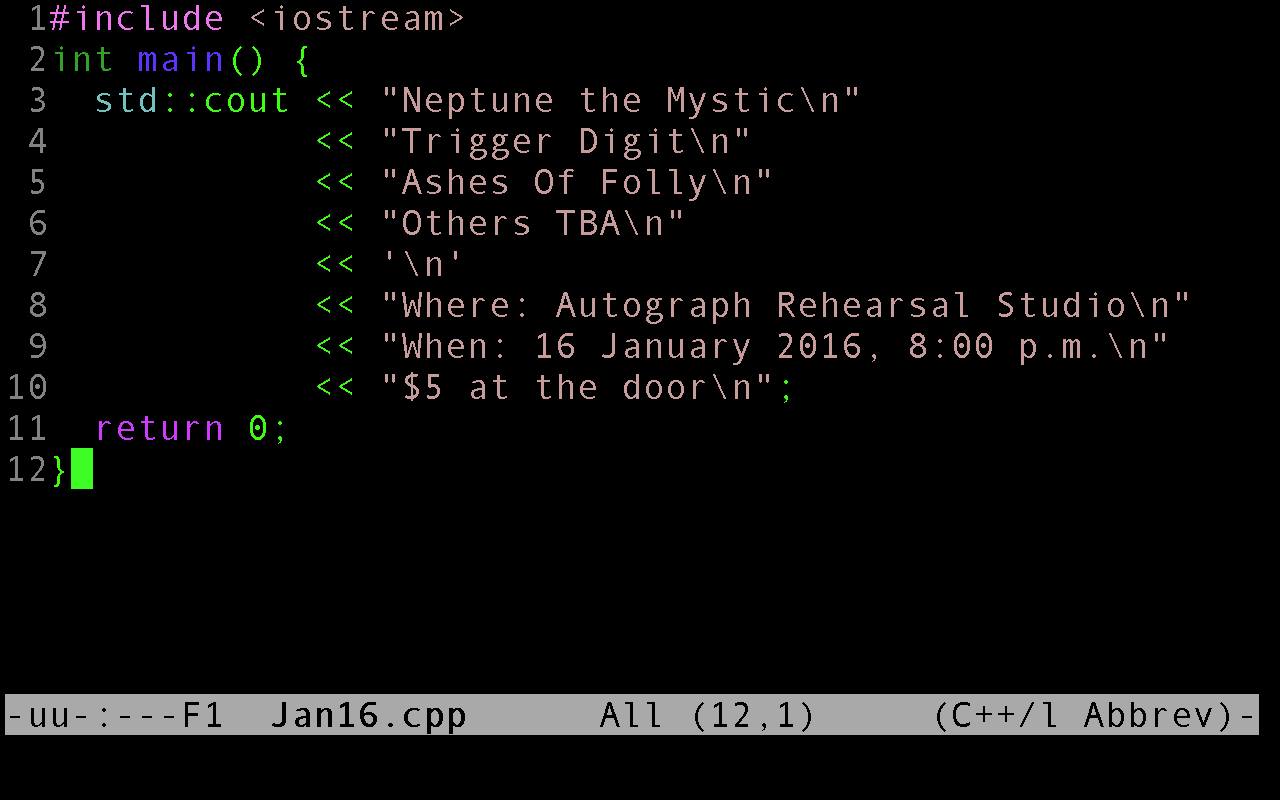 1#include <iostream>
2int main() {
3  std::cout << "Neptune the Mystic\n"
4            << "Trigger Digit\n"
5            << "Ashes Of Folly\n"
6            << "Others TBA\n"
7            << '\n'
8            << "Where: Autograph Rehearsal Studio\n"
9            << "When: 16 January 2016, 8:00 p.m.\n"
10            << "$5 at the door\n";
11  return 0;
12}
-uu-:---F1  Jan16.cpp      All (12,1)      (C++/l Abbrev)-